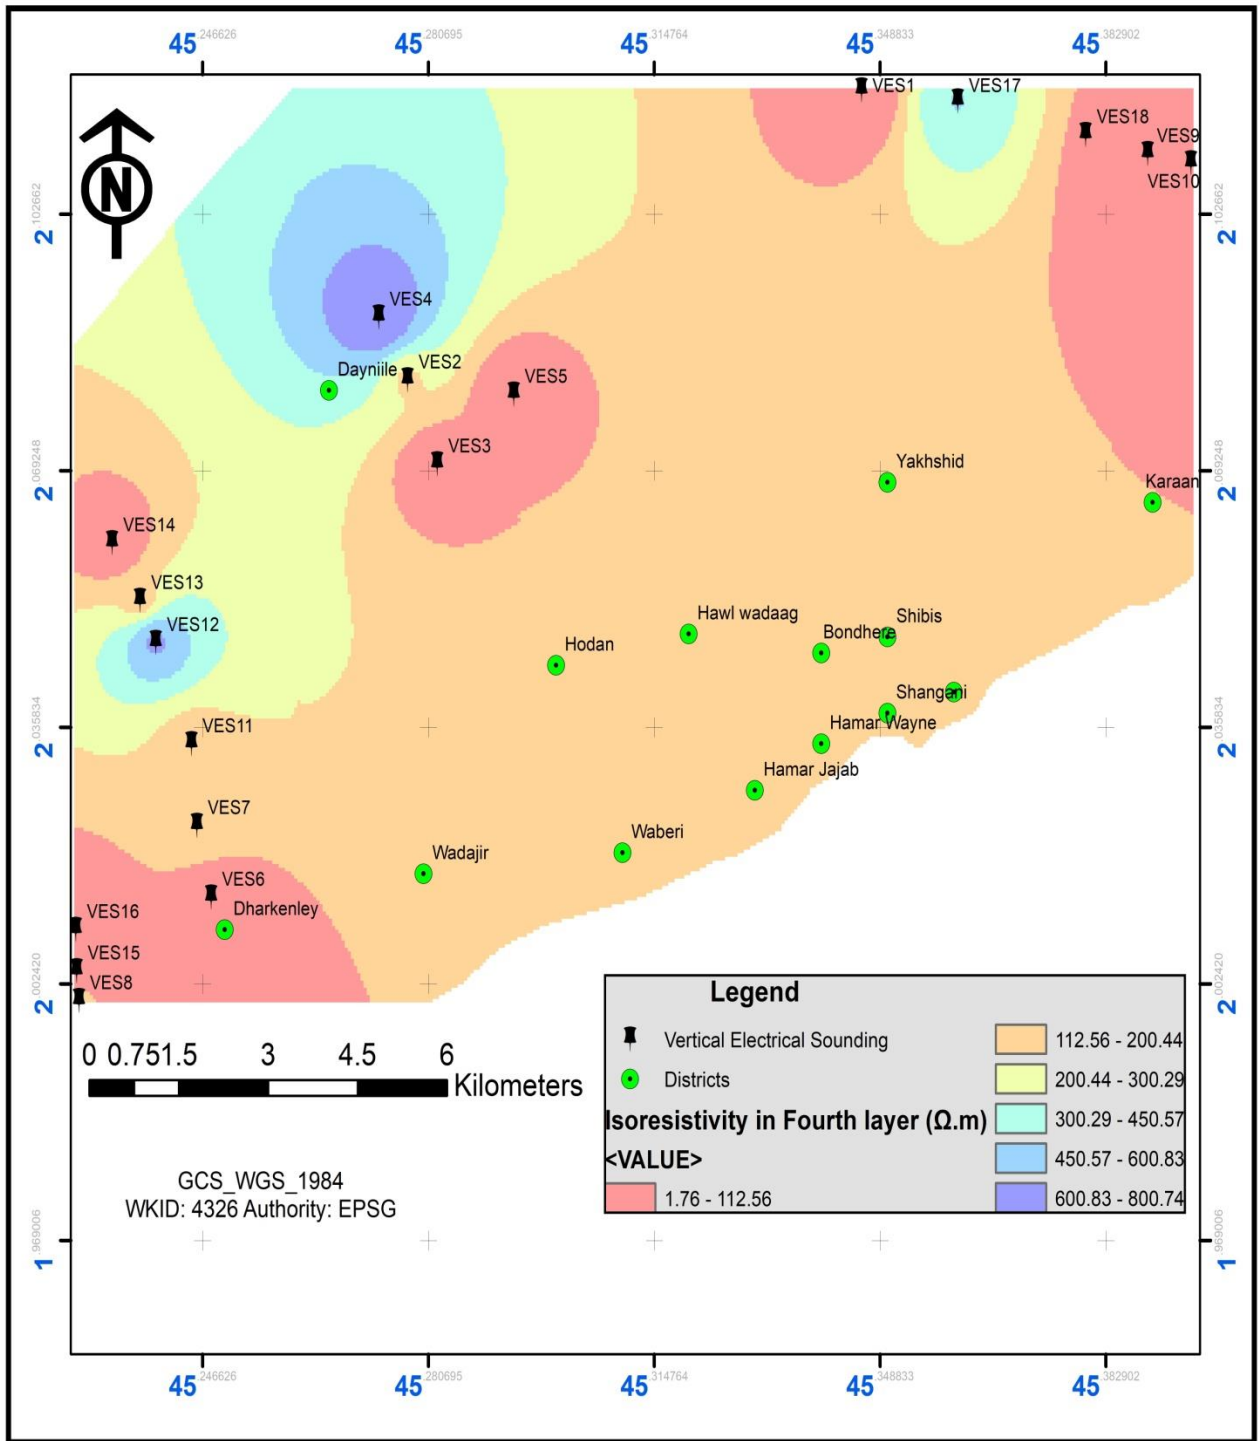 45.246626 45.280695 45.314764 45.348833 45.382902
VES1
VES17
VES18
VES9
VES10
N
2.102662 2.102662
VES4
VES2
Dayniile
VES5
VES3
2.069248 2.069248
Yakhshid
Karaan
VES14
VES13
VES12
Hawl wadaag
Shibis
Bondhere
Hodan
Shangani
Hamar Wayne
2.035834 2.035834
VES11
Hamar Jajab
VES7
Waberi
Wadajir
VES6
Dharkenley
VES16
VES15
VES8
2.002420 2.002420
Legend
Vertical Electrical Sounding
Districts
Isoresistivity in Fourth layer (Ω.m)
<VALUE>
1.76 - 112.56
112.56 - 200.44
200.44 - 300.29
300.29 - 450.57
450.57 - 600.83
600.83 - 800.74
0 0.75 1.5 3 4.5 6
Kilometers
GCS_WGS_1984
WKID: 4326 Authority: EPSG
1.969006 1.969006
45.246626 45.280695 45.314764 45.348833 45.382902